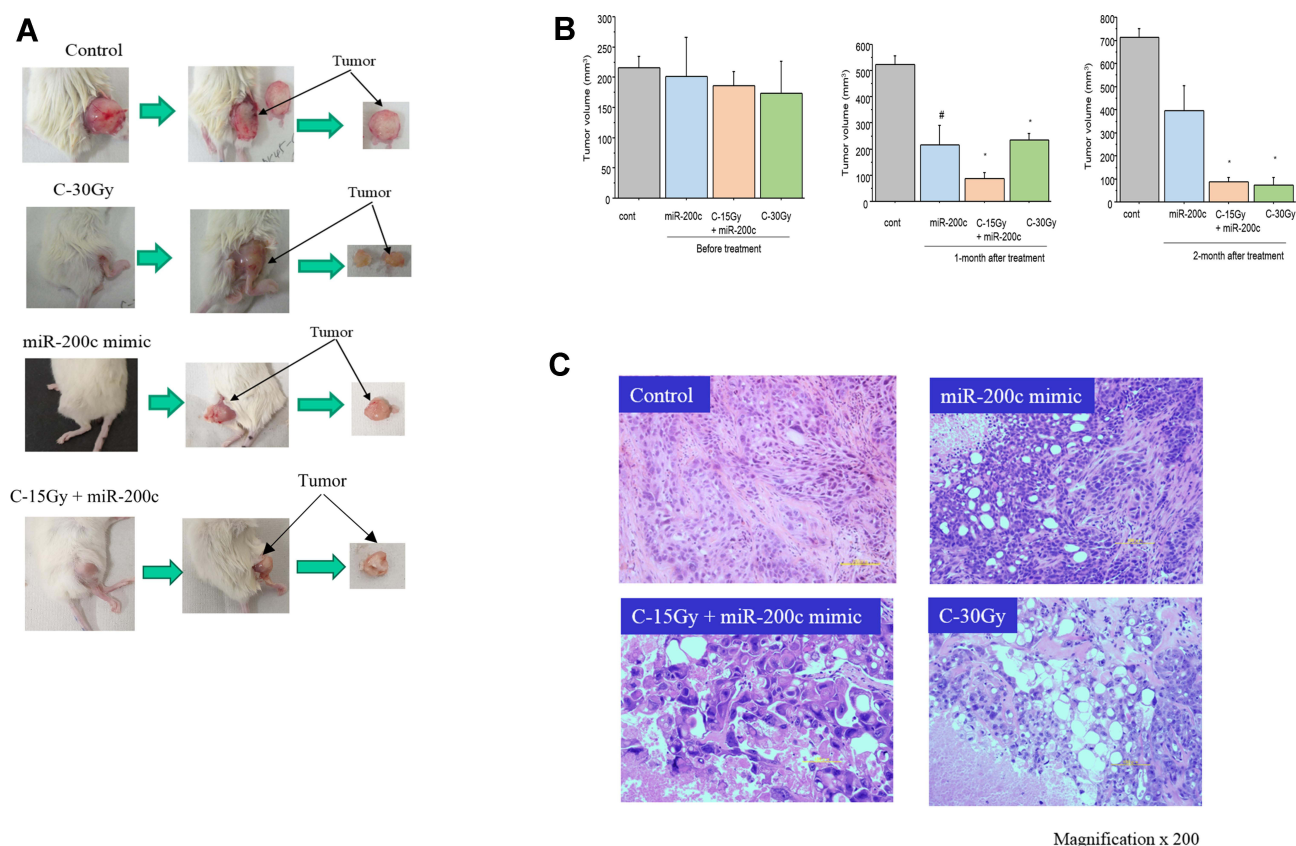 A
Control
Tumor
C-30Gy
Tumor
miR-200c mimic
Tumor
C-15Gy + miR-200c
Tumor
B
Tumor volume (mm³)
300
250
200
150
100
50
0
cont
miR-200c
C-15Gy
+ miR-200c
C-30Gy
Before treatment
Tumor volume (mm³)
600
500
400
300
200
100
0
#
*
*
cont
miR-200c
C-15Gy
+ miR-200c
C-30Gy
1-month after treatment
Tumor volume (mm³)
800
700
600
500
400
300
200
100
0
*
*
cont
miR-200c
C-15Gy
+ miR-200c
C-30Gy
2-month after treatment
C
Control
miR-200c mimic
C-15Gy + miR-200c mimic
C-30Gy
Magnification x 200